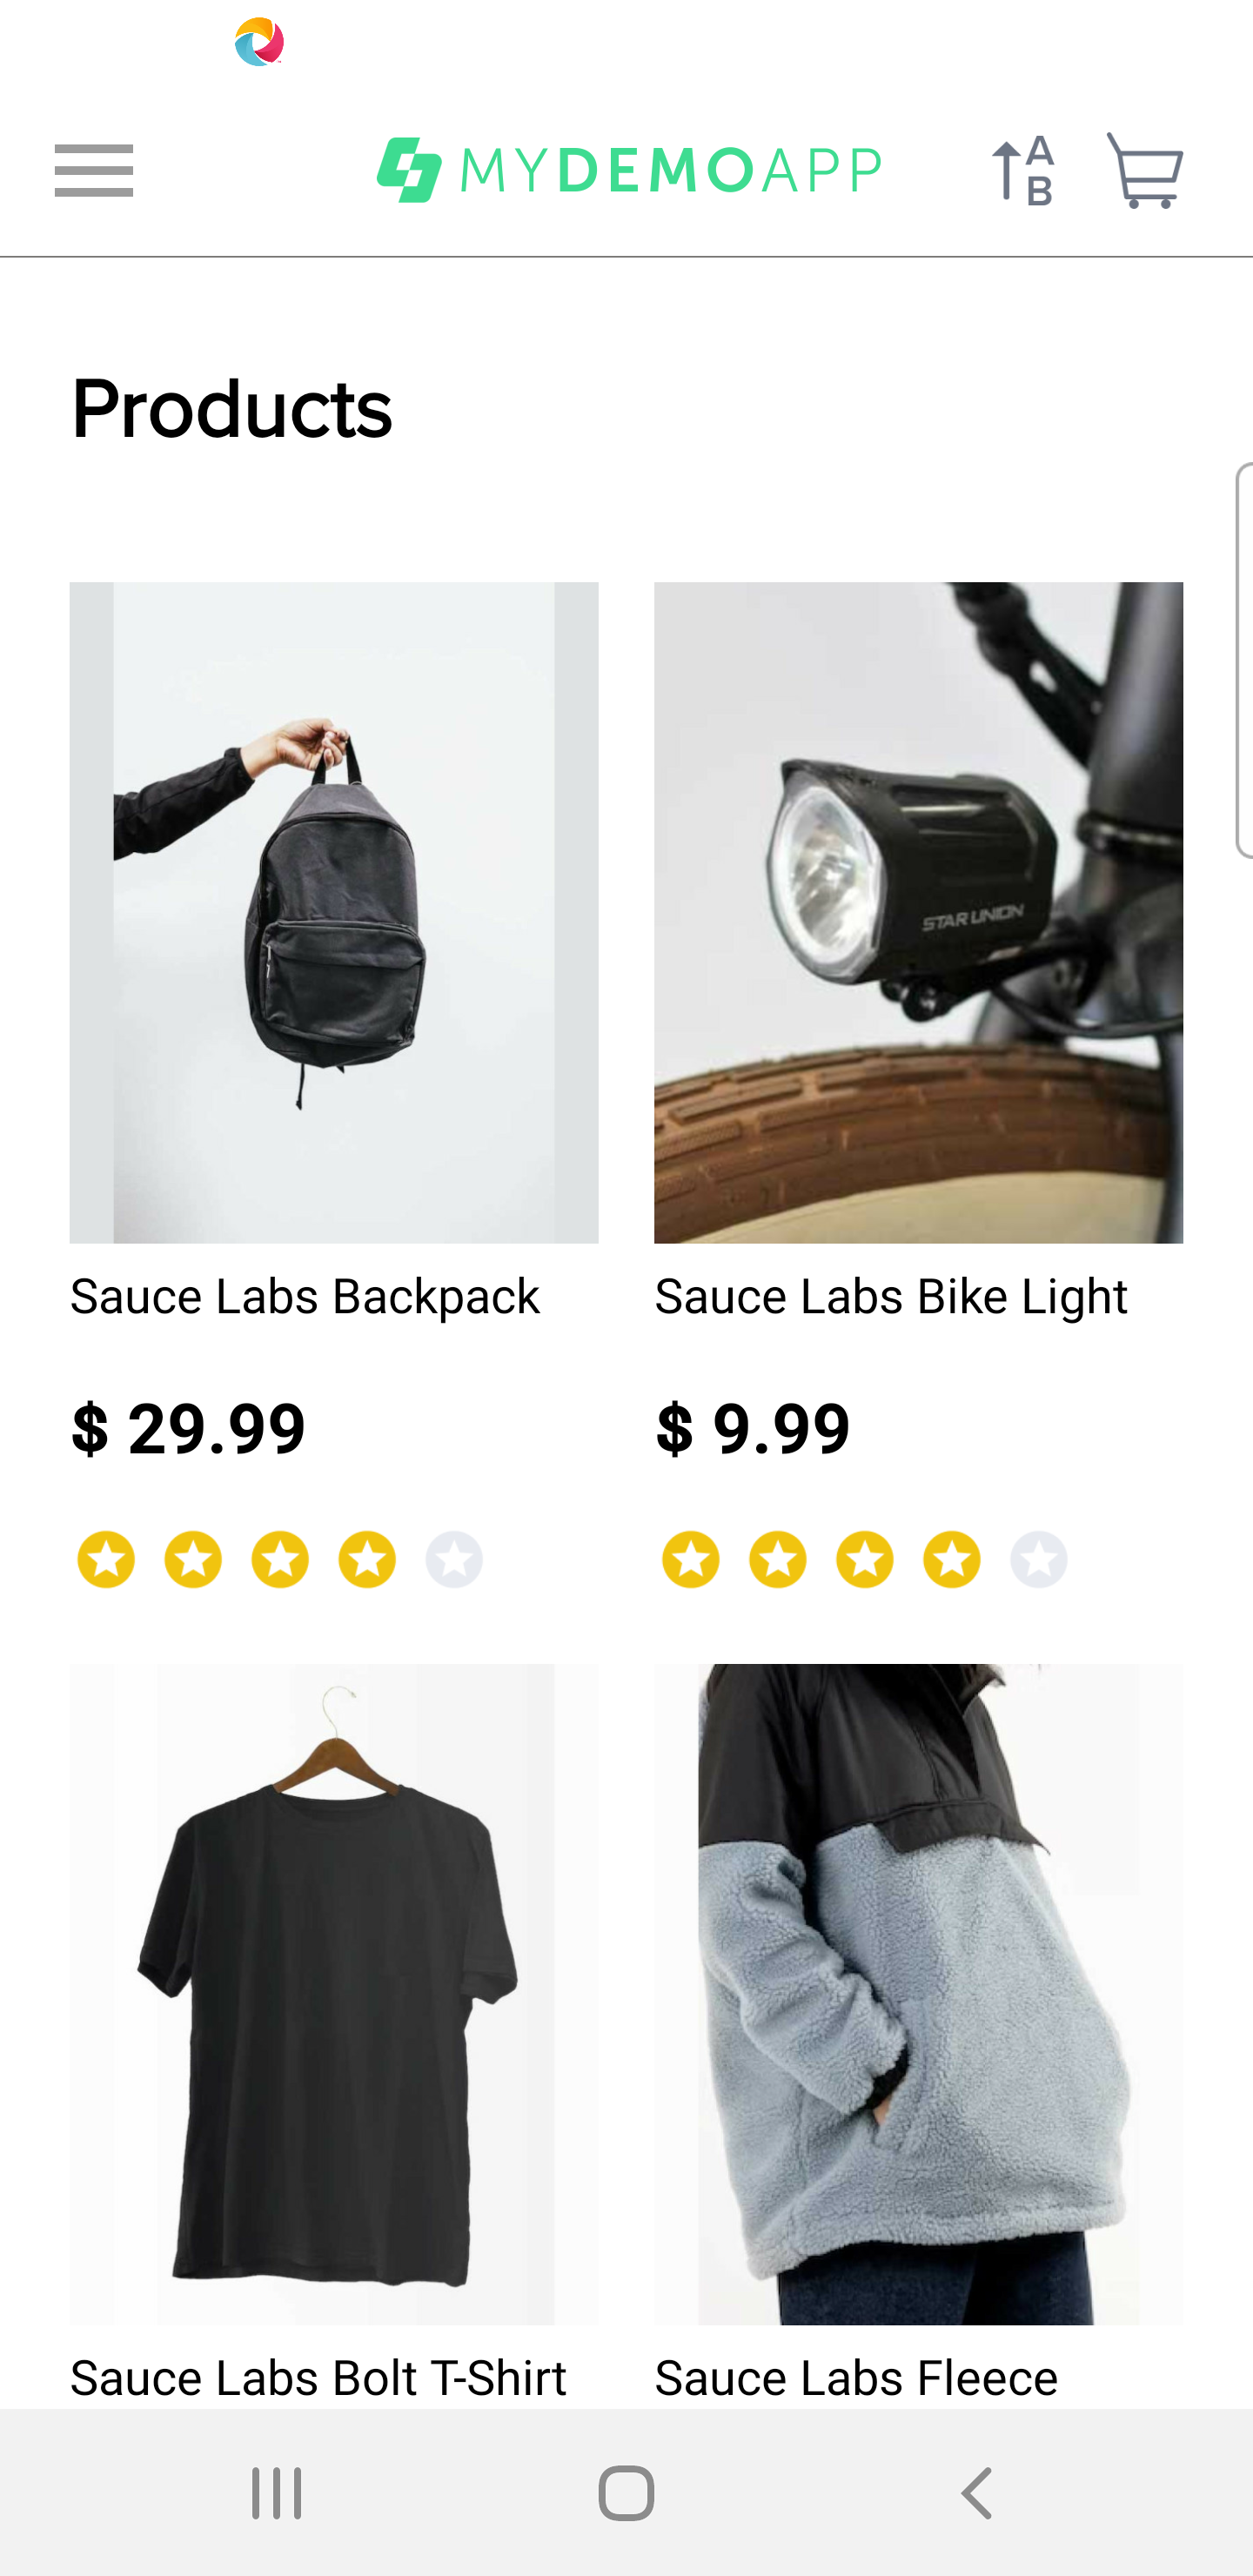 MYDEMOAPP
A
B
Products
STAR UNION
Sauce Labs Backpack
Sauce Labs Bike Light
$ 29.99
$ 9.99
Sauce Labs Bolt T-Shirt
Sauce Labs Fleece